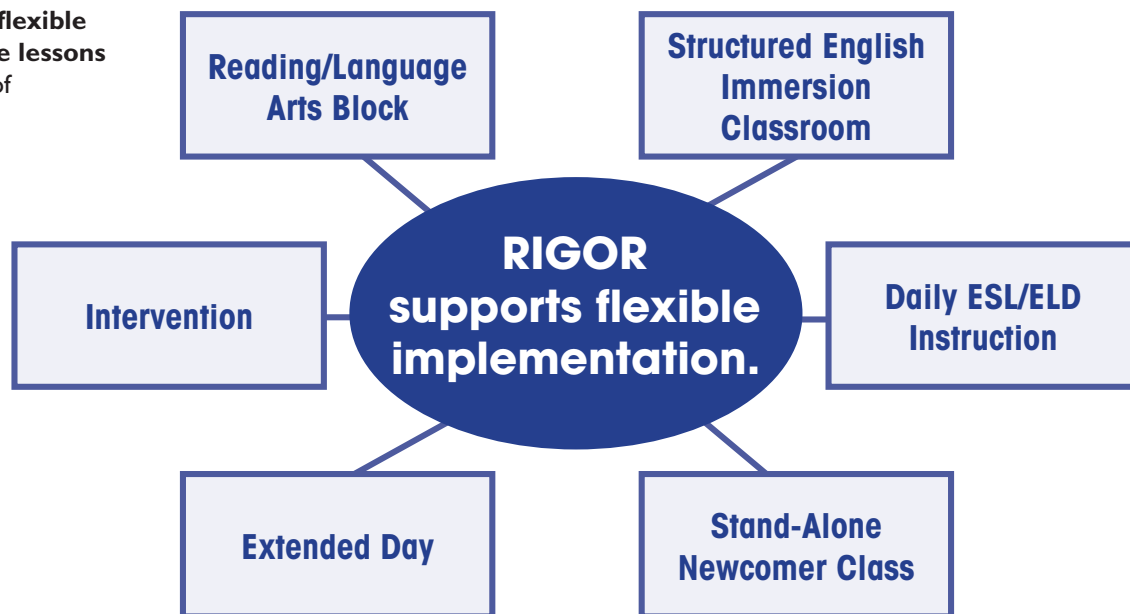 flexible
e lessons
of
Reading/Language
Arts Block
Structured English
Immersion
Classroom
RIGOR
supports flexible
implementation.
Intervention
Daily ESL/ELD
Instruction
Extended Day
Stand-Alone
Newcomer Class